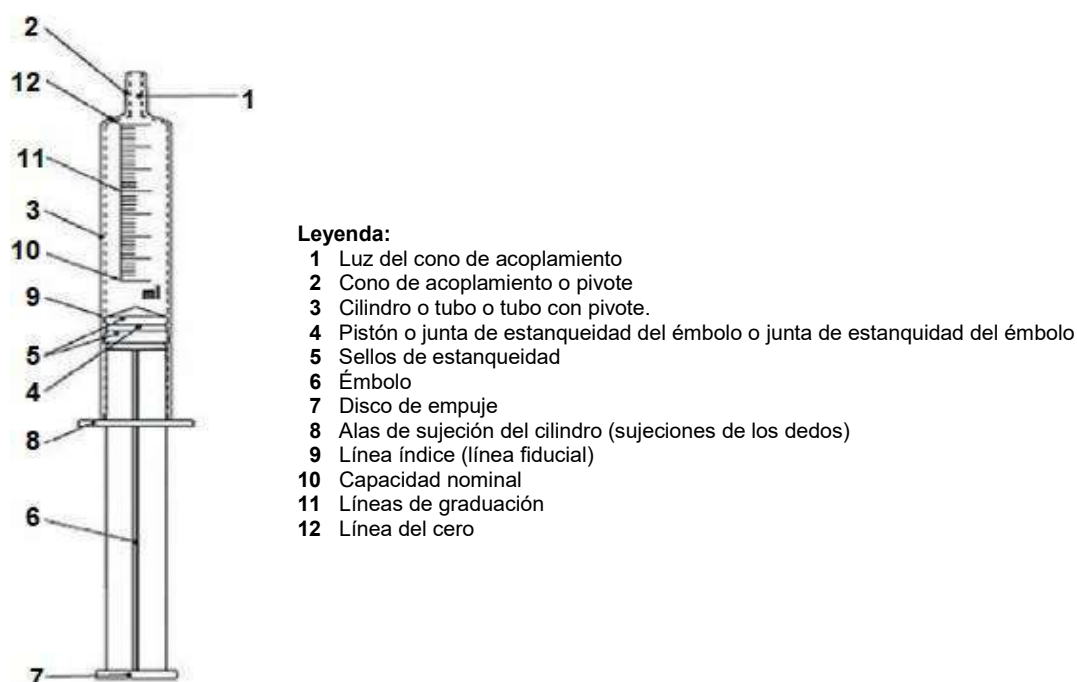 2
12
1
11
3
10
ml
9
5
4
8
6
7
Leyenda:
1 Luz del cono de acoplamiento
2 Cono de acoplamiento o pivote
3 Cilindro o tubo o tubo con pivote.
4 Pistón o junta de estanqueidad del émbolo o junta de estanquidad del émbolo
5 Sellos de estanqueidad
6 Émbolo
7 Disco de empuje
8 Alas de sujeción del cilindro (sujeciones de los dedos)
9 Línea índice (línea fiducial)
10 Capacidad nominal
11 Líneas de graduación
12 Línea del cero